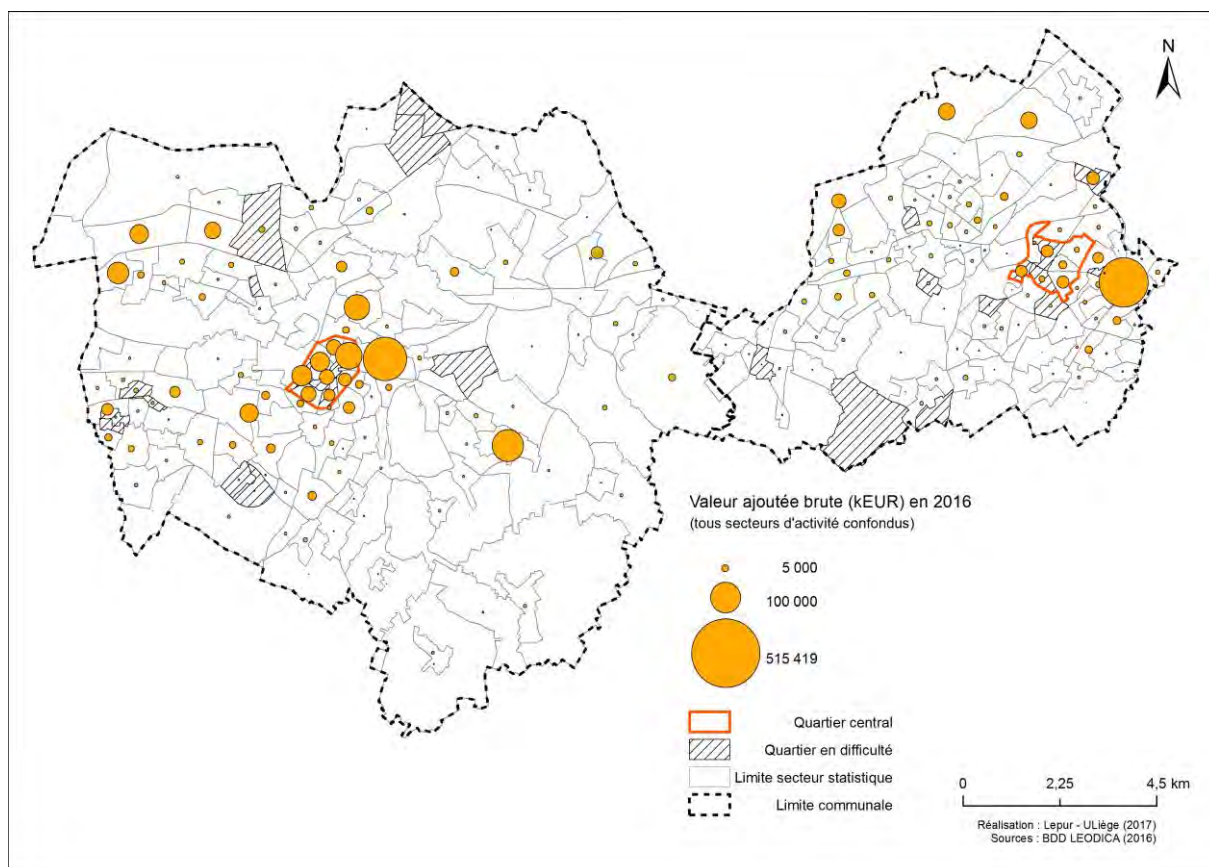 N
Valeur ajoutée brute (kEUR) en 2016
(tous secteurs d'activité confondus)
5 000
100 000
515 419
Quartier central
Quartier en difficulté
Limite secteur statistique
Limite communale
0 2,25 4,5 km
Réalisation : Lepur - ULiège (2017)
Sources : BDD LEODICA (2016)